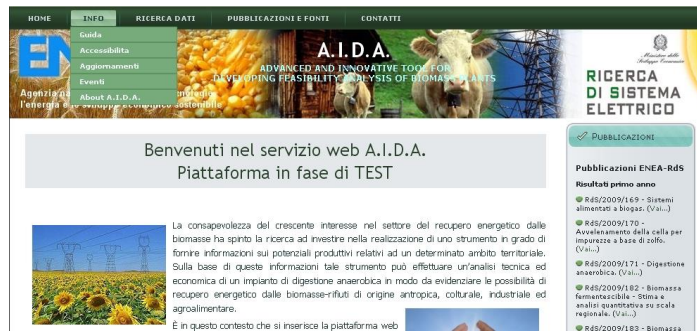 HOME
INFO
RICERCA DATI
PUBBLICAZIONI E FONTI
CONTATTI
Guida
Accessibilita
Aggiornamenti
Eventi
About A.I.D.A.
EN
Agenzia na
l'energia e lo sviluppo economico sostenibile
A.I.D.A.
ADVANCED AND INNOVATIVE TOOL FOR
DEVELOPING FEASIBILITY ANALYSIS OF BIOMASS PLANTS
Ministero dello
Sviluppo Economico
RICERCA
DI SISTEMA
ELETTRICO
Benvenuti nel servizio web A.I.D.A.
Piattaforma in fase di TEST
La consapevolezza del crescente interesse nel settore del recupero energetico dalle
biomasse ha spinto la ricerca ad investire nella realizzazione di uno strumento in grado di
fornire informazioni sui potenziali produttivi relativi ad un determinato ambito territoriale.
Sulla base di queste informazioni tale strumento può effettuare un'analisi tecnica ed
economica di un impianto di digestione anaerobica in modo da evidenziare le possibilità di
recupero energetico dalle biomasse-rifiuti di origine antropica, colturale, industriale ed
agroalimentare.
È in questo contesto che si inserisce la piattaforma web
PUBBLICAZIONI
Pubblicazioni ENEA-RdS
Risultati primo anno
RdS/2009/169 - Sistemi
alimentati a biogas. (Vai...)
RdS/2009/170 -
Avvelenamento della cella per
impurezze a base di zolfo.
(Vai...)
RdS/2009/171 - Digestione
anaerobica. (Vai...)
RdS/2009/182 - Biomassa
fermentescibile - Stima e
analisi quantitativa su scala
regionale. (Vai...)
RdS/2009/183 - Biomassa